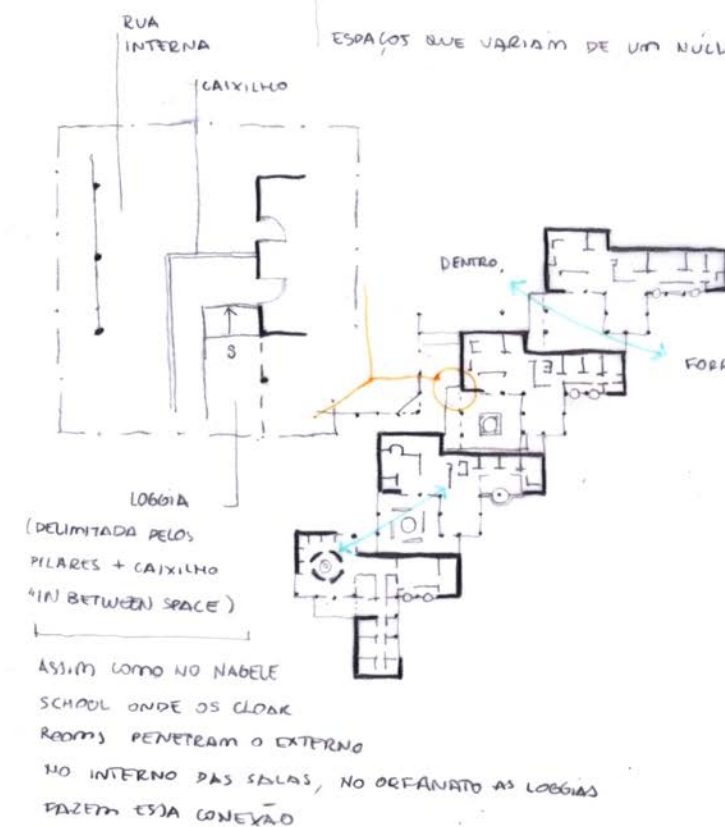 RUA
INTERNA
ESPAÇOS QUE VARIAM DE UM
CAIXILHO
DENTRO
S
LOGGIA
(DELIMITADA PELOS
PILARES + CAIXILHO
"IN BETWEEN SPACE")
ASSIM COMO NO NAGELE
SCHOOL ONDE OS CLOAK
ROOMS PENETRAM O EXTERNO
NO INTERNO DAS SALAS, NO ORFANATO AS LOGGIAS
FAZEM ESSA CONEXÃO